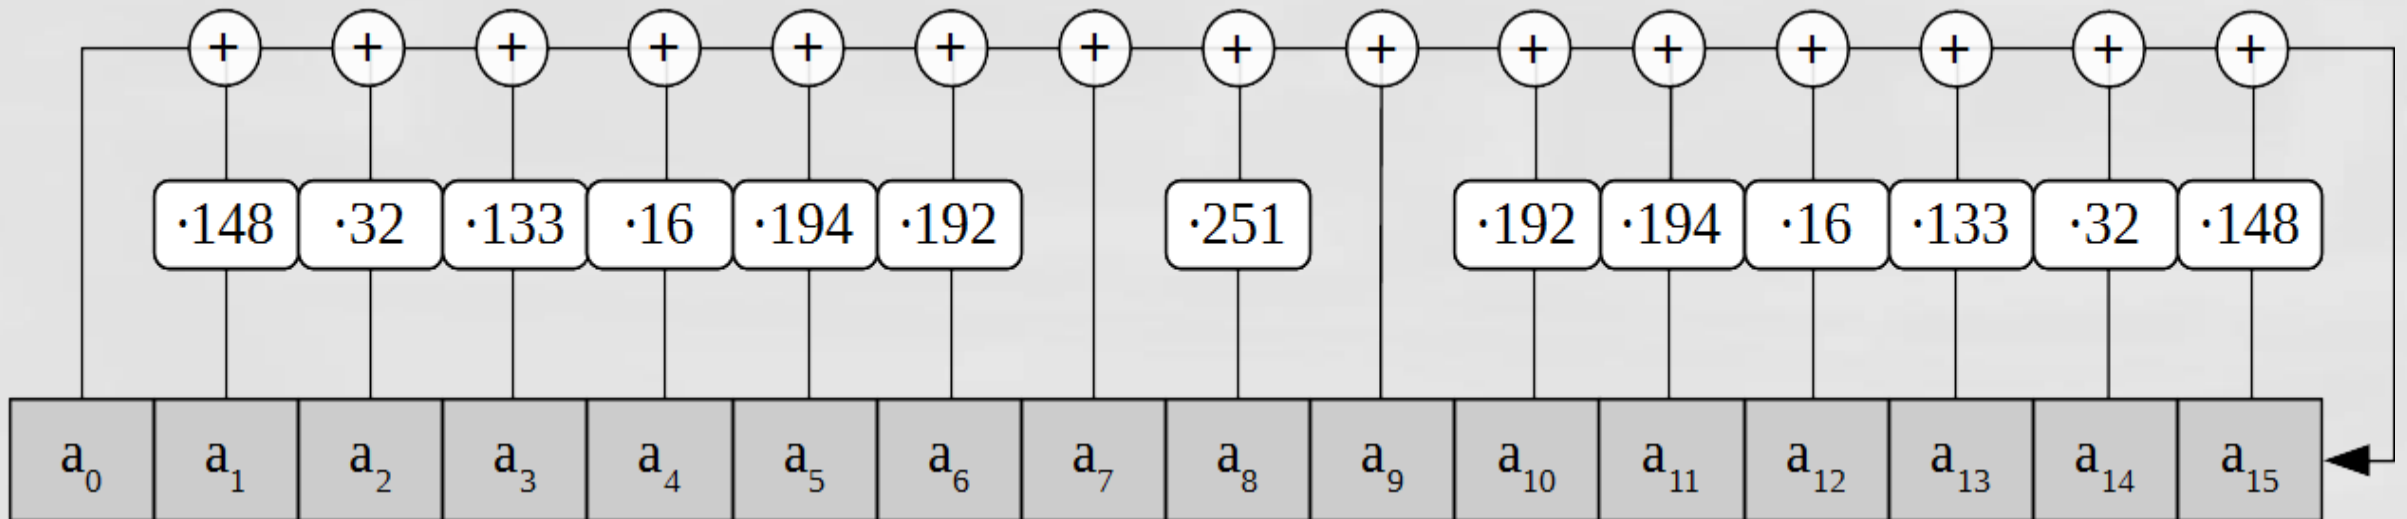 + + + + + + + + + + + + + + +
·148 ·32 ·133 ·16 ·194 ·192 ·251 ·192 ·194 ·16 ·133 ·32 ·148
a₀ a₁ a₂ a₃ a₄ a₅ a₆ a₇ a₈ a₉ a₁₀ a₁₁ a₁₂ a₁₃ a₁₄ a₁₅